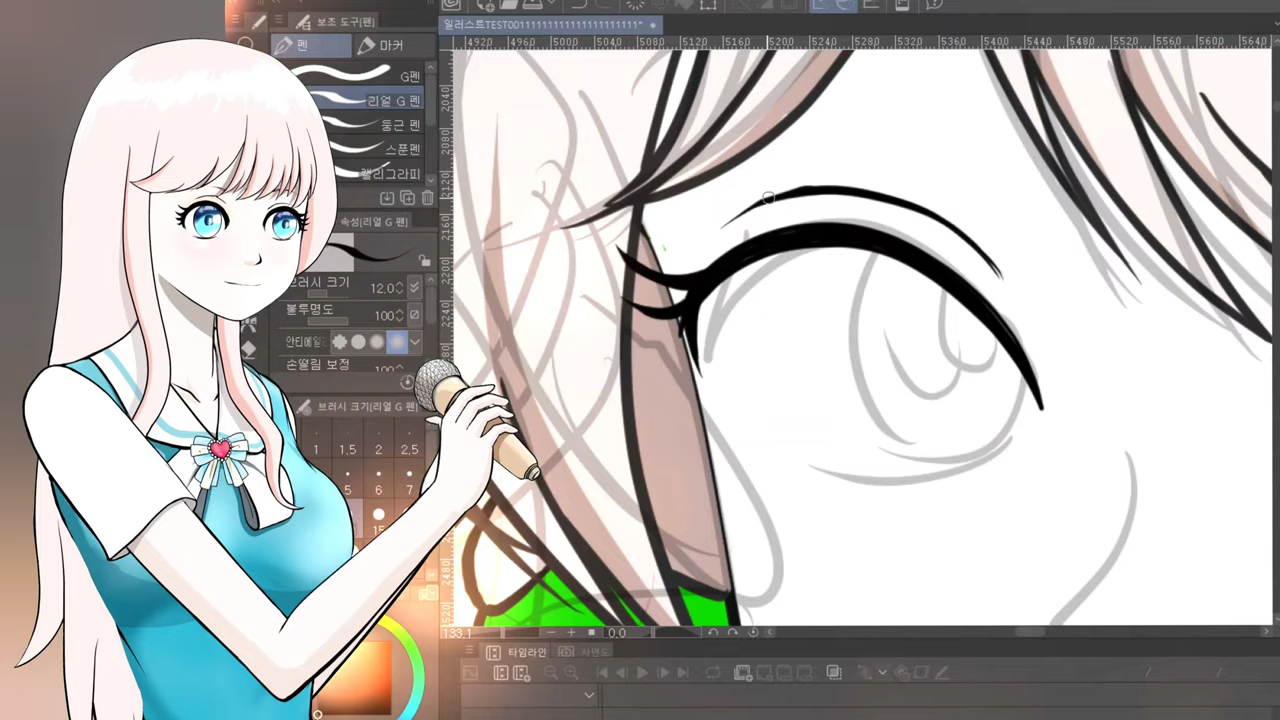 보조 도구[펜]
일러스트TEST0011111111111111111111*
4920 4960 5000 5040 5080 5120 5160 5200 5240 5280 5320 5360 5400 5440 5480 5520 5560 5600 5640
펜
마커
G펜
리얼 G 펜
둥근 펜
스푼펜
캘리그라피
속성[리얼 G 펜]
브러시 크기 12.0
불투명도 100
안티에일리
손떨림 보정 100
브러시 크기[리얼 G 펜]
1 1.5 2 2.5
5 6 7
15
2040
2080
2120
2160
2200
2240
2480
2520
133.1
0.0
타임라인